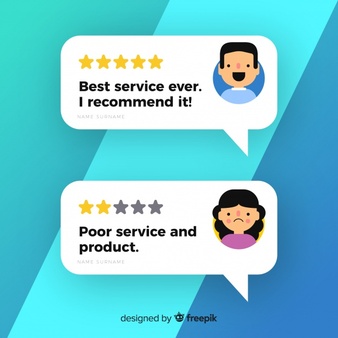 Best service ever.
I recommend it!
NAME SURNAME
Poor service and
product.
NAME SURNAME
designed by freepik